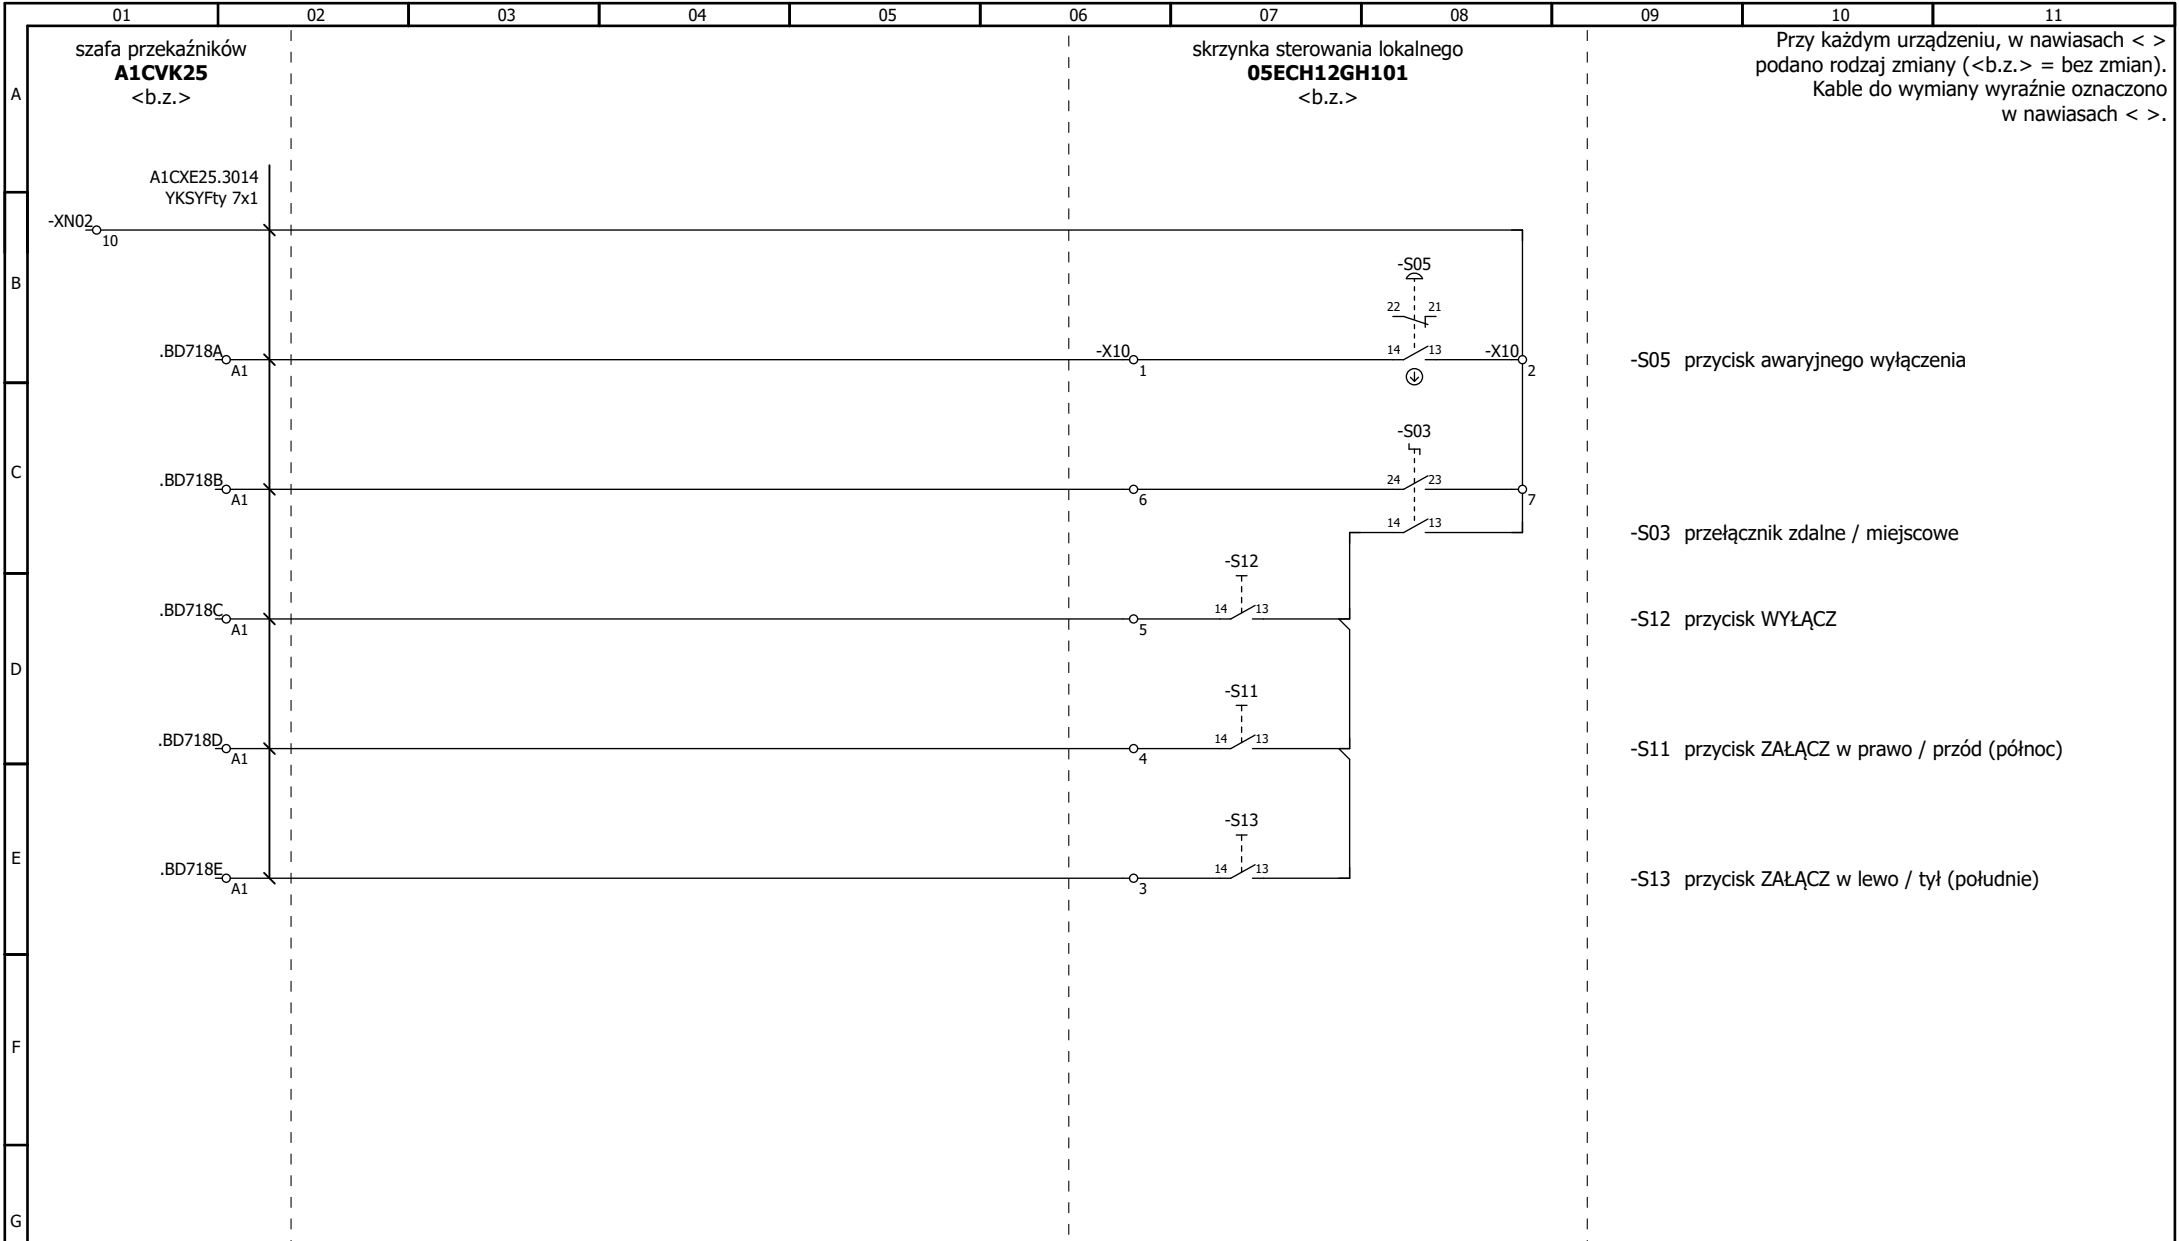 01 02 03 04 05 06 07 08 09 10 11
szafa przekaźników
A1CVK25
<b.z.>
skrzynka sterowania lokalnego
05ECH12GH101
<b.z.>
Przy każdym urządzeniu, w nawiasach < >
podano rodzaj zmiany (<b.z.> = bez zmian).
Kable do wymiany wyraźnie oznaczono
w nawiasach < >.
A
A1CXE25.3014
YKSYFty 7x1
-XN02
10
B
-S05
22 21
.BD718A
A1
-X10
1
14 13
-X10
2
-S05 przycisk awaryjnego wyłączenia
-S03
C
.BD718B
A1
6
24 23
7
14 13
-S03 przełącznik zdalne / miejscowe
-S12
.BD718C
A1
5
14 13
-S12 przycisk WYŁĄCZ
D
-S11
.BD718D
A1
4
14 13
-S11 przycisk ZAŁĄCZ w prawo / przód (północ)
-S13
E
.BD718E
A1
3
14 13
-S13 przycisk ZAŁĄCZ w lewo / tył (południe)
F
G